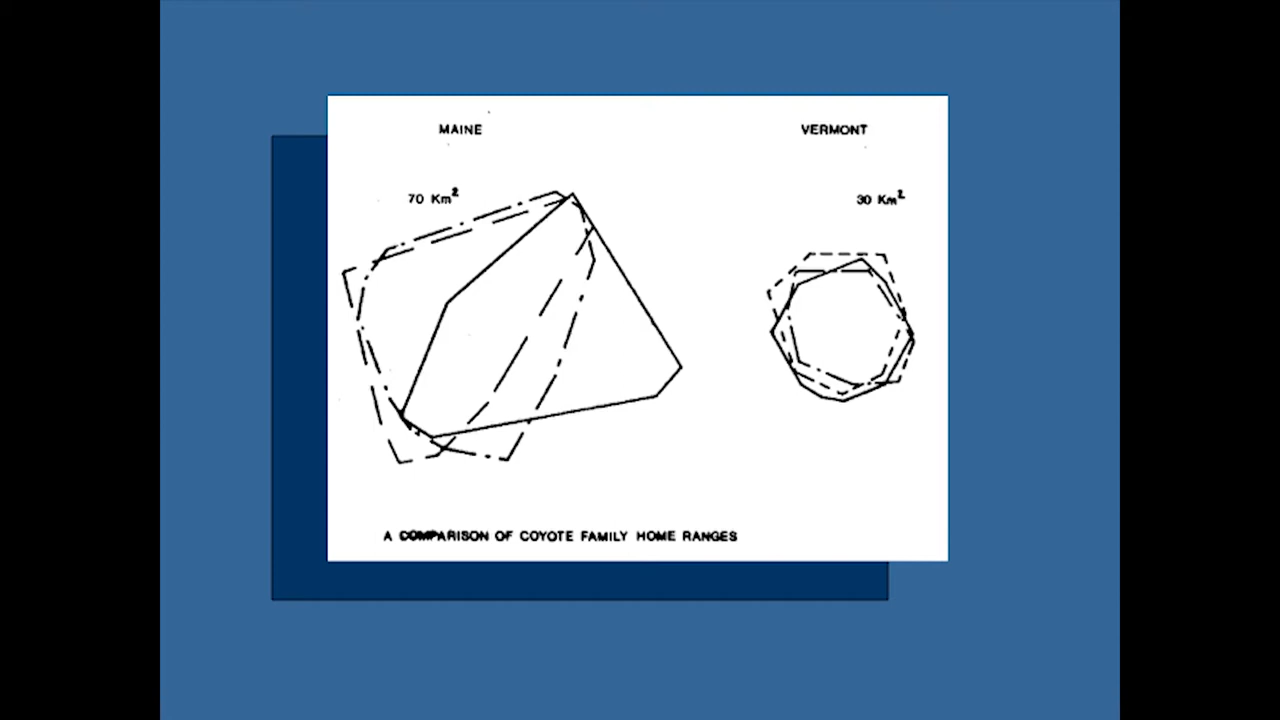 MAINE
VERMONT
70 Km²
30 Km²
A COMPARISON OF COYOTE FAMILY HOME RANGES